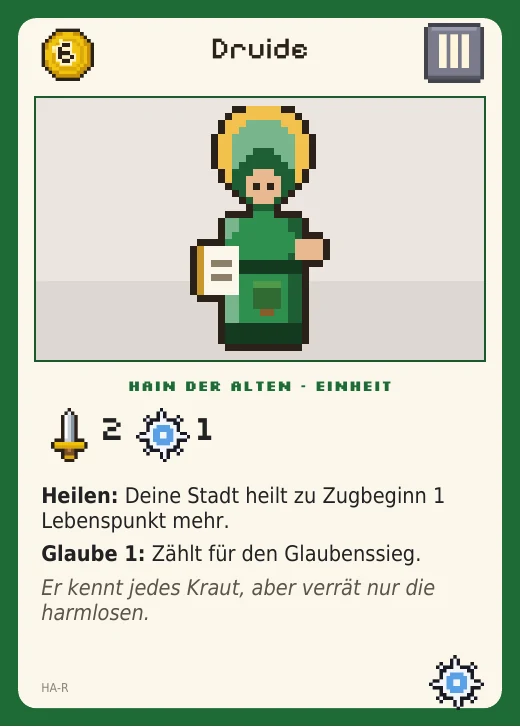 6
Druide
III
HAIN DER ALTEN - EINHEIT
2 1
Heilen: Deine Stadt heilt zu Zugbeginn 1
Lebenspunkt mehr.
Glaube 1: Zählt für den Glaubenssieg.
Er kennt jedes Kraut, aber verrät nur die
harmlosen.
HA-R